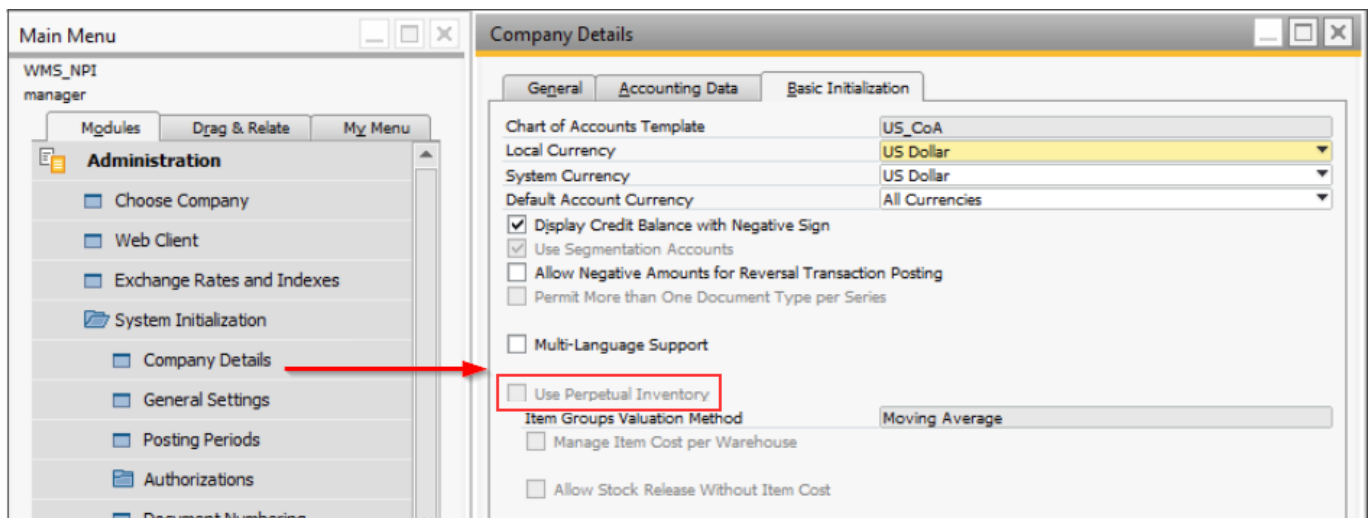 Main Menu
WMS_NPI
manager
Modules
Drag & Relate
My Menu
Administration
Choose Company
Web Client
Exchange Rates and Indexes
System Initialization
Company Details
General Settings
Posting Periods
Authorizations
Document Numbering
Company Details
General
Accounting Data
Basic Initialization
Chart of Accounts Template US_CoA
Local Currency US Dollar
System Currency US Dollar
Default Account Currency All Currencies
Display Credit Balance with Negative Sign
Use Segmentation Accounts
Allow Negative Amounts for Reversal Transaction Posting
Permit More than One Document Type per Series
Multi-Language Support
Use Perpetual Inventory
Item Groups Valuation Method Moving Average
Manage Item Cost per Warehouse
Allow Stock Release Without Item Cost